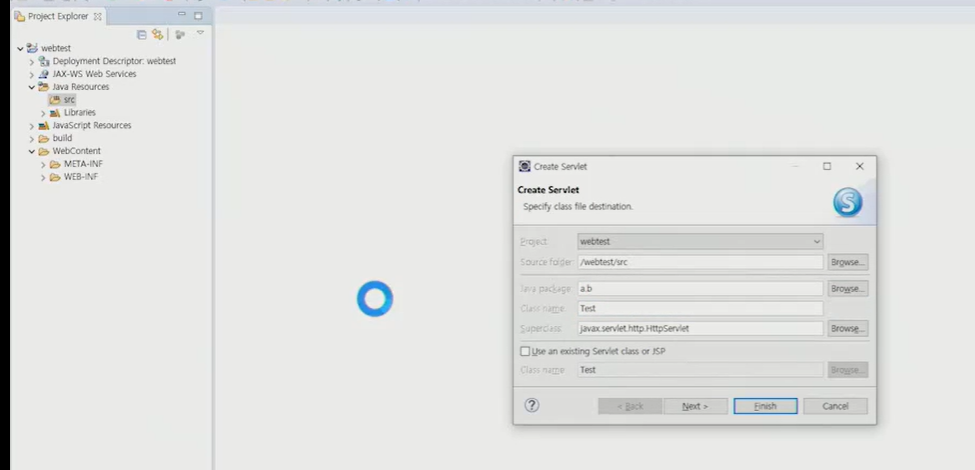 Project Explorer
webtest
Deployment Descriptor: webtest
JAX-WS Web Services
Java Resources
src
Libraries
JavaScript Resources
build
WebContent
META-INF
WEB-INF
Create Servlet
Create Servlet
Specify class file destination.
S
Project: webtest
Source folder: /webtest/src Browse...
Java package: a.b Browse...
Class name: Test
Superclass: javax.servlet.http.HttpServlet Browse...
Use an existing Servlet class or JSP
Class name: Test Browse...
? < Back Next > Finish Cancel